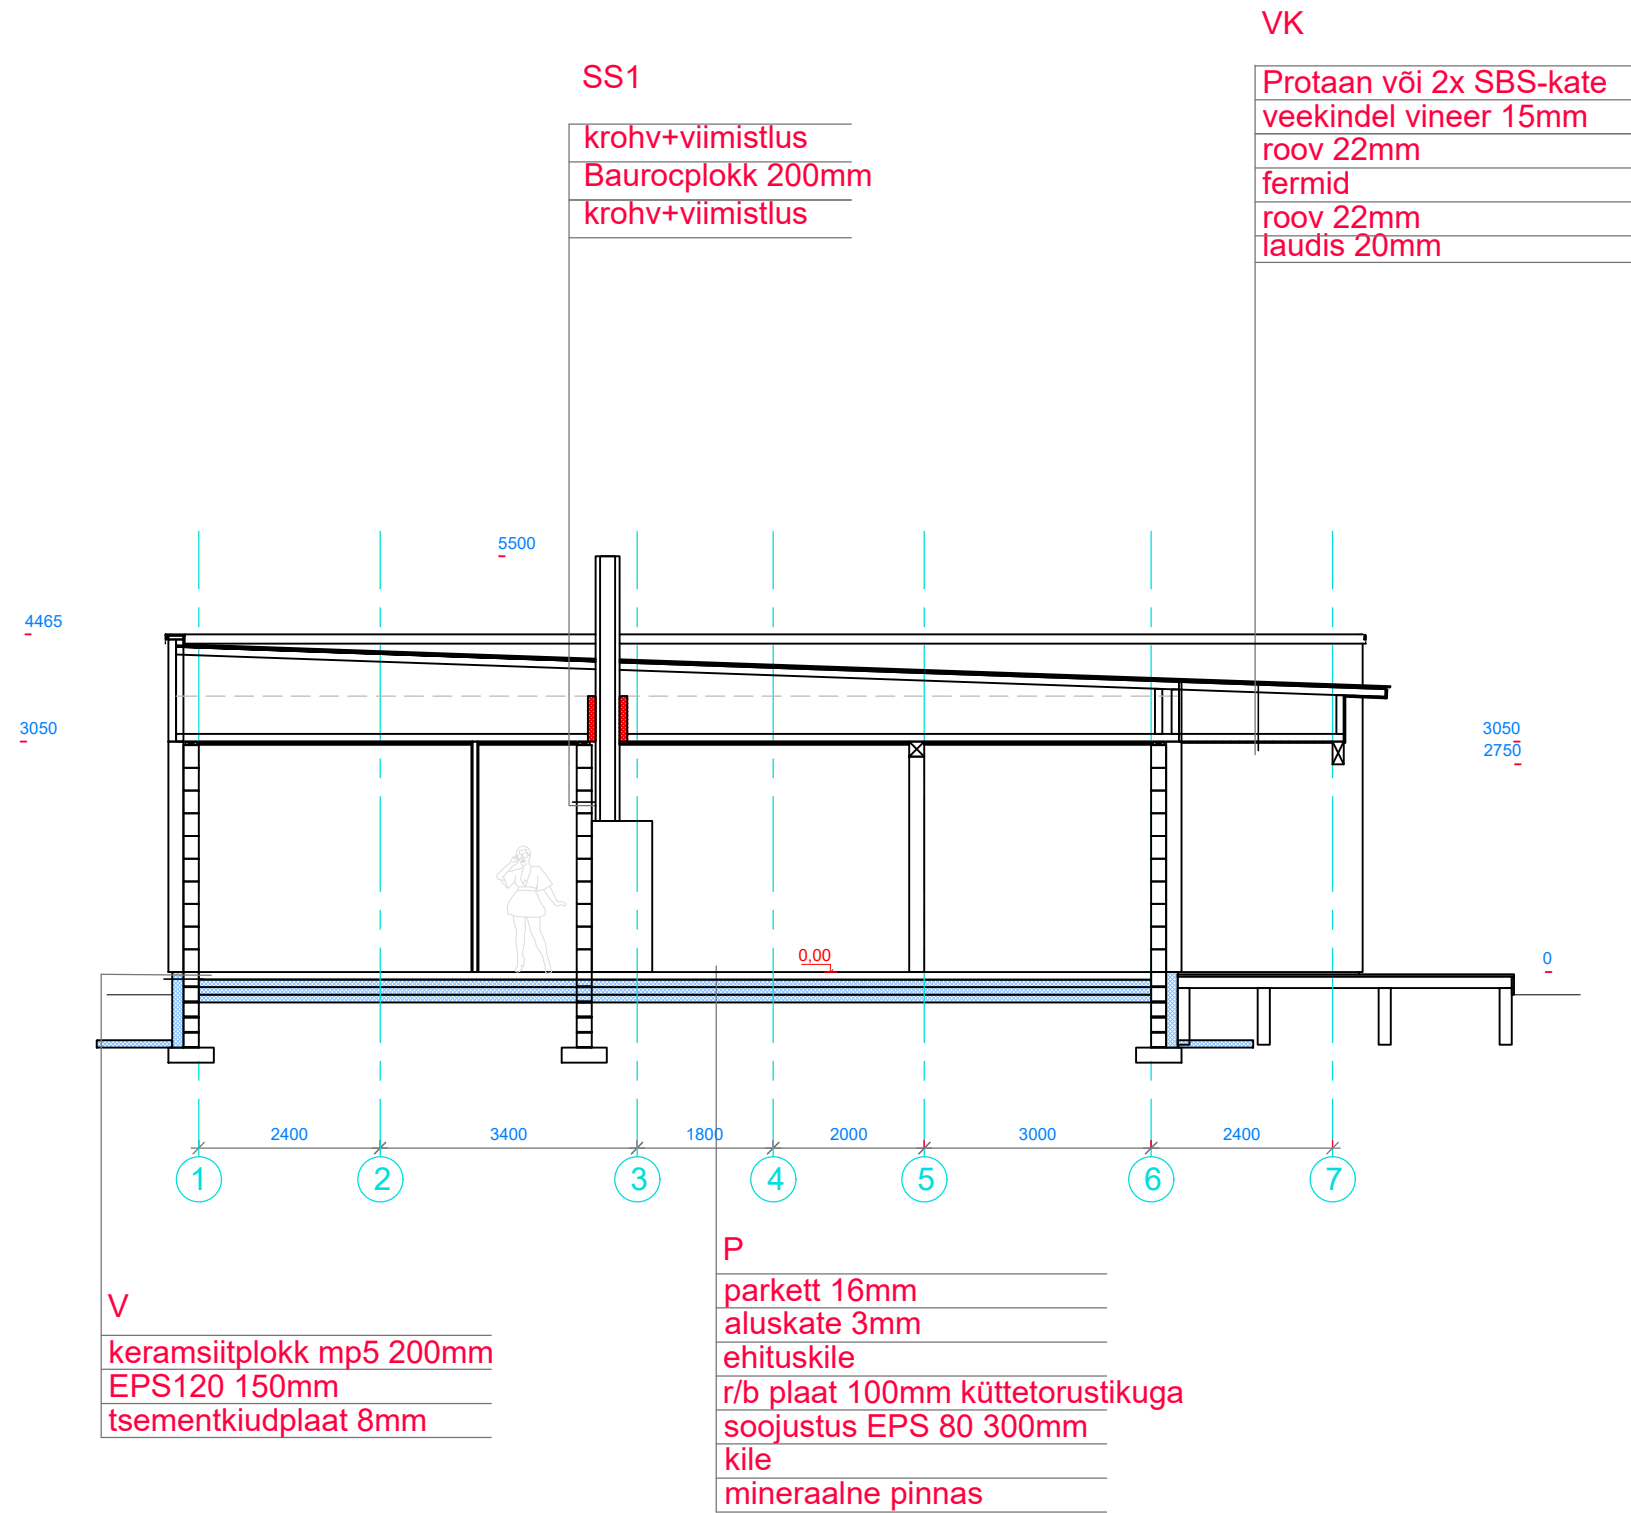 VK
Protaan või 2x SBS-kate
veekindel vineer 15mm
roov 22mm
fermid
roov 22mm
laudis 20mm
SS1
krohv+viimistlus
Baurocplokk 200mm
krohv+viimistlus
5500
4465
3050
3050
2750
0,00
0
2400 3400 1800 2000 3000 2400
1 2 3 4 5 6 7
V
keramsiitplokk mp5 200mm
EPS120 150mm
tsementkiudplaat 8mm
P
parkett 16mm
aluskate 3mm
ehituskile
r/b plaat 100mm küttetorustikuga
soojustus EPS 80 300mm
kile
mineraalne pinnas